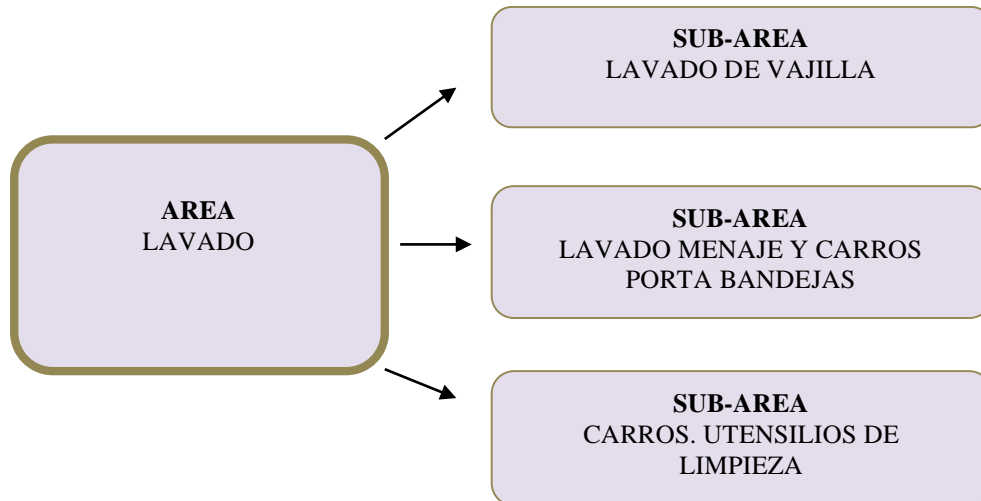 AREA
LAVADO
SUB-AREA
LAVADO DE VAJILLA
SUB-AREA
LAVADO MENAJE Y CARROS
PORTA BANDEJAS
SUB-AREA
CARROS. UTENSILIOS DE
LIMPIEZA